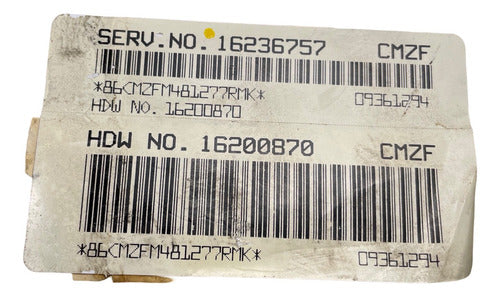 SERV.NO. 16236757 CMZF
*86CMZFM481277RMK* 09361294
HDW NO. 16200870
HDW NO. 16200870 CMZF
*86CMZFM481277RMK* 09361294